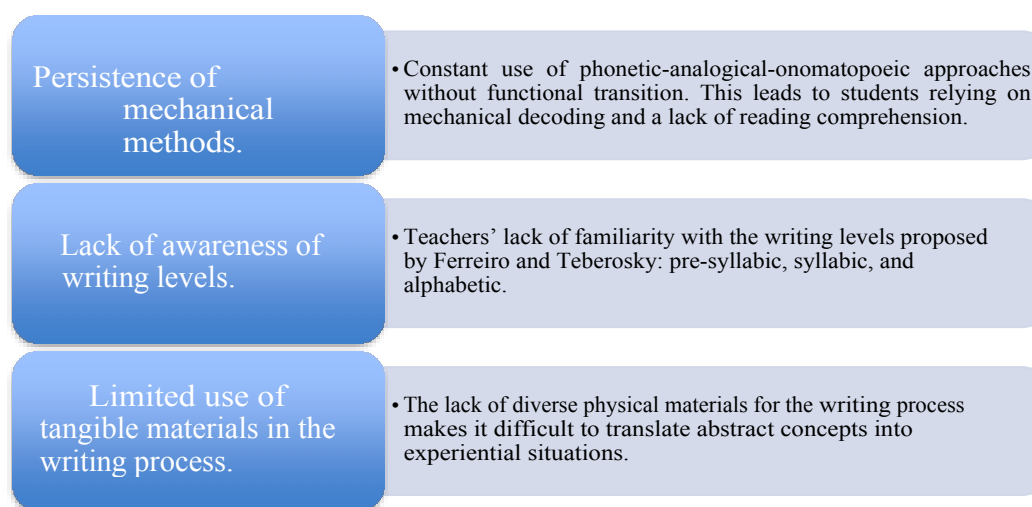 Persistence of
mechanical
methods.
• Constant use of phonetic-analogical-onomatopoeic approaches
without functional transition. This leads to students relying on
mechanical decoding and a lack of reading comprehension.
Lack of awareness of
writing levels.
• Teachers’ lack of familiarity with the writing levels proposed
by Ferreiro and Teberosky: pre-syllabic, syllabic, and
alphabetic.
Limited use of
tangible materials in the
writing process.
• The lack of diverse physical materials for the writing process
makes it difficult to translate abstract concepts into
experiential situations.